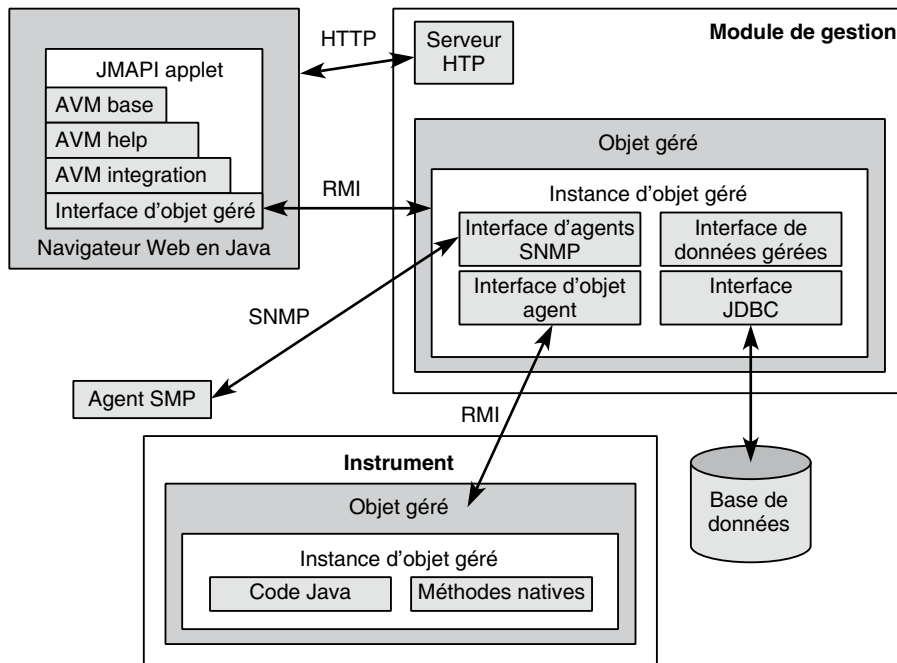 HTTP
Serveur
HTP
Module de gestion
JMAPI applet
AVM base
AVM help
AVM integration
Interface d'objet géré
Navigateur Web en Java
RMI
Objet géré
Instance d'objet géré
Interface d'agents
SNMP
Interface de
données gérées
Interface d'objet
agent
Interface
JDBC
SNMP
Agent SMP
RMI
Instrument
Objet géré
Instance d'objet géré
Code Java
Méthodes natives
Base de
données